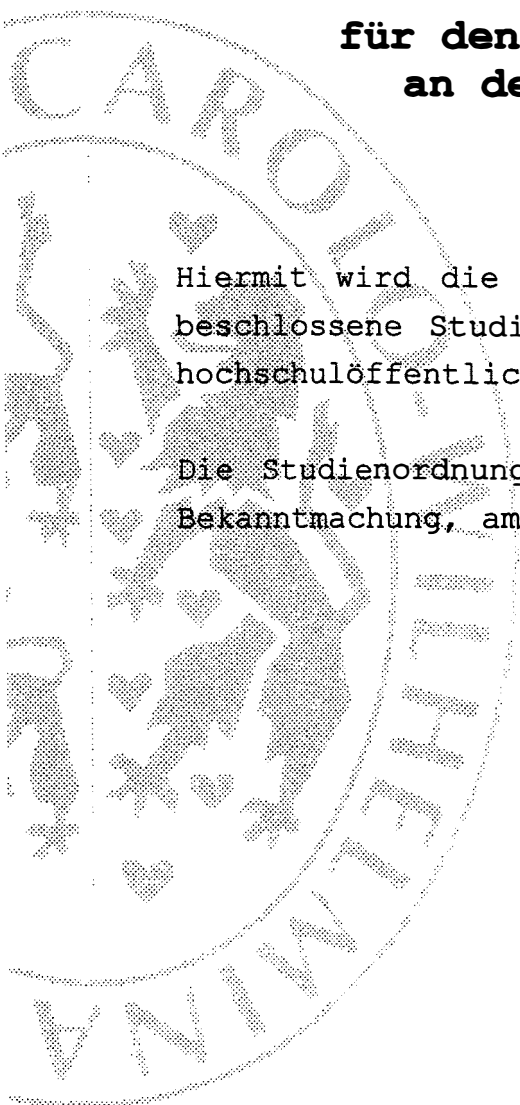 für den
an de
Hiermit wird die
beschlossene Studi
hochschulöffentlic
Die Studienordnung
Bekanntmachung, am
CAROLO-WILHELMINA